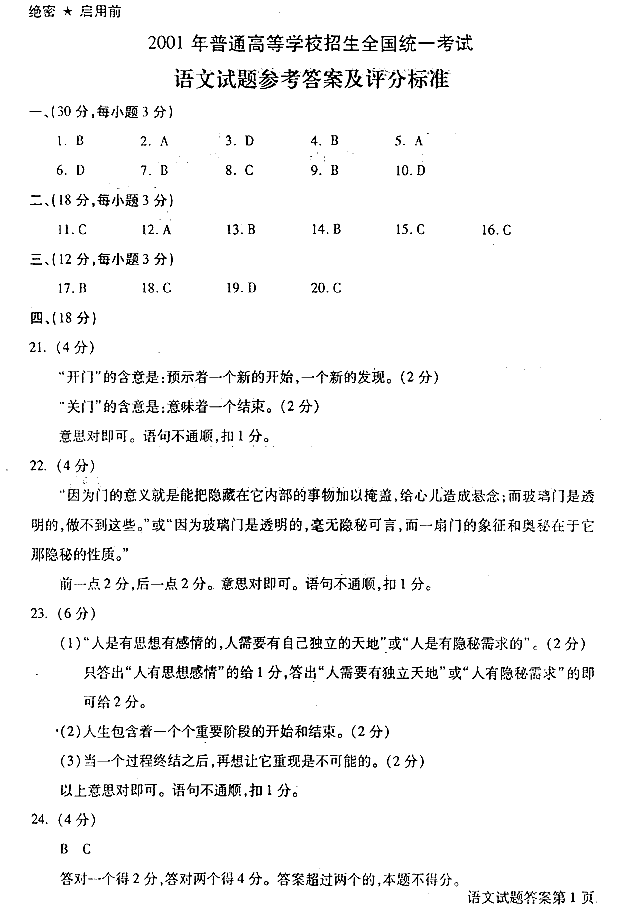 绝密 ★ 启用前
2001 年普通高等学校招生全国统一考试
语文试题参考答案及评分标准
一、(30 分,每小题 3 分)
1. B 2. A 3. D 4. B 5. A
6. D 7. B 8. C 9. B 10. D
二、(18 分,每小题 3 分)
11. C 12. A 13. B 14. B 15. C 16. C
三、(12 分,每小题 3 分)
17. B 18. C 19. D 20. C
四、(18 分)
21. (4 分)
“开门”的含意是:预示着一个新的开始,一个新的发现。(2 分)
“关门”的含意是:意味着一个结束。(2 分)
意思对即可。语句不通顺,扣 1 分。
22. (4 分)
“因为门的意义就是能把隐藏在它内部的事物加以掩盖,给心儿造成悬念;而玻璃门是透
明的,做不到这些。”或“因为玻璃门是透明的,毫无隐秘可言,而一扇门的象征和奥秘在于它
那隐秘的性质。”
前一点 2 分,后一点 2 分。意思对即可。语句不通顺,扣 1 分。
23. (6 分)
(1)“人是有思想有感情的,人需要有自己独立的天地”或“人是有隐秘需求的”。(2 分)
只答出“人有思想感情”的给 1 分,答出“人需要有独立天地”或“人有隐秘需求”的即
可给 2 分。
(2)人生包含着一个个重要阶段的开始和结束。(2 分)
(3)当一个过程终结之后,再想让它重现是不可能的。(2 分)
以上意思对即可。语句不通顺,扣 1 分。
24. (4 分)
B C
答对一个得 2 分,答对两个得 4 分。答案超过两个的,本题不得分。
语文试题答案第 1 页